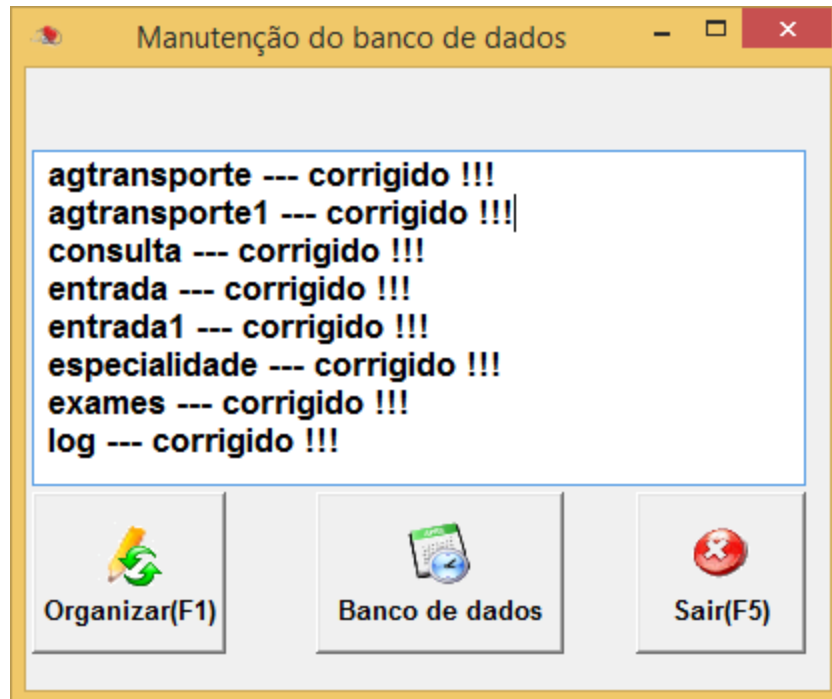 Manutenção do banco de dados
agtransporte --- corrigido !!!
agtransporte1 --- corrigido !!!
consulta --- corrigido !!!
entrada --- corrigido !!!
entrada1 --- corrigido !!!
especialidade --- corrigido !!!
exames --- corrigido !!!
log --- corrigido !!!
Organizar(F1) Banco de dados Sair(F5)